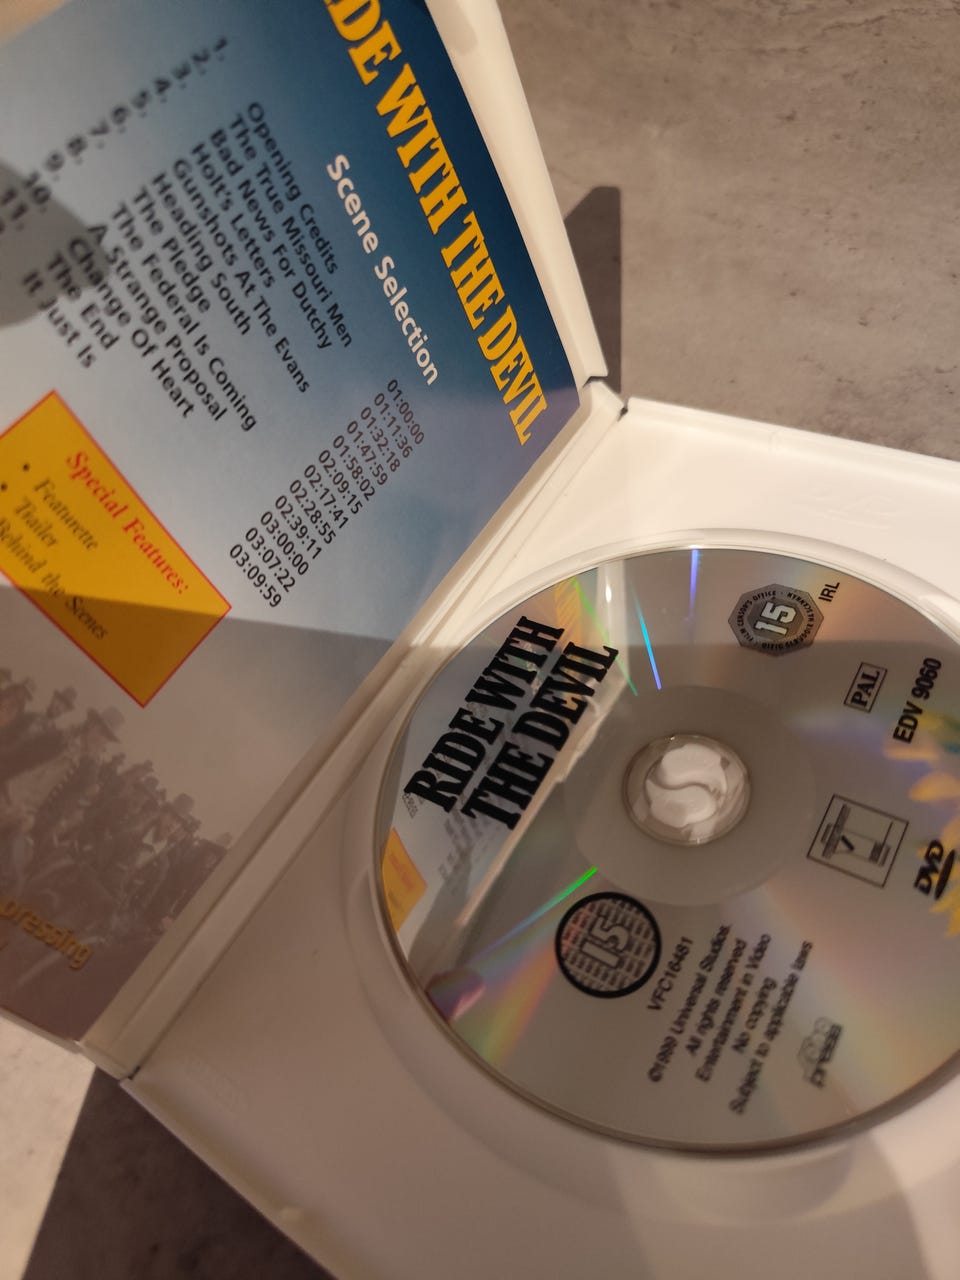 IDE WITH THE DEVIL
Scene Selection
1. Opening Credits 01:00:00
2. The True Missouri Men 01:11:36
3. Bad News For Dutchy 01:32:18
4. Holt's Letters 01:47:59
5. Gunshots At The Evans 01:58:02
6. Heading South 02:09:15
7. The Pledge 02:17:41
8. The Federal Is Coming 02:28:55
9. A Strange Proposal 02:39:11
10. Change Of Heart 03:00:00
11. The End 03:07:22
It Just Is 03:09:59
Special Features:
• Featurette
• Trailer
Behind the Scenes
pressing
RIDE WITH
THE DEVIL
15
IRL
PAL
EDV 9060
DVD
15
VFC16481
©1999 Universal Studios.
All rights reserved
Entertainment in Video
No copying
Subject to applicable laws
press